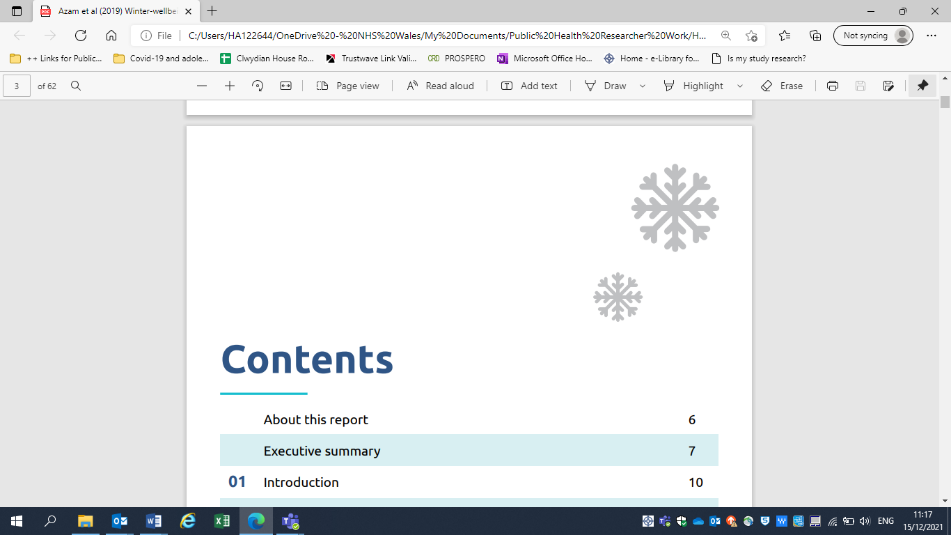 Azam et al (2019) Winter-wellbe
File
C:/Users/HA122644/OneDrive%20-%20NHS%20Wales/My%20Documents/Public%20Health%20Researcher%20Work/H...
Not syncing
++ Links for Public...
Covid-19 and adole...
Clwydian House Ro...
Trustwave Link Vali...
CRD PROSPERO
Microsoft Office Ho...
Home - e-Library fo...
Is my study research?
3 of 62
Page view
Read aloud
Add text
Draw
Highlight
Erase
Contents
About this report 6
Executive summary 7
01 Introduction 10
ENG
11:17
15/12/2021